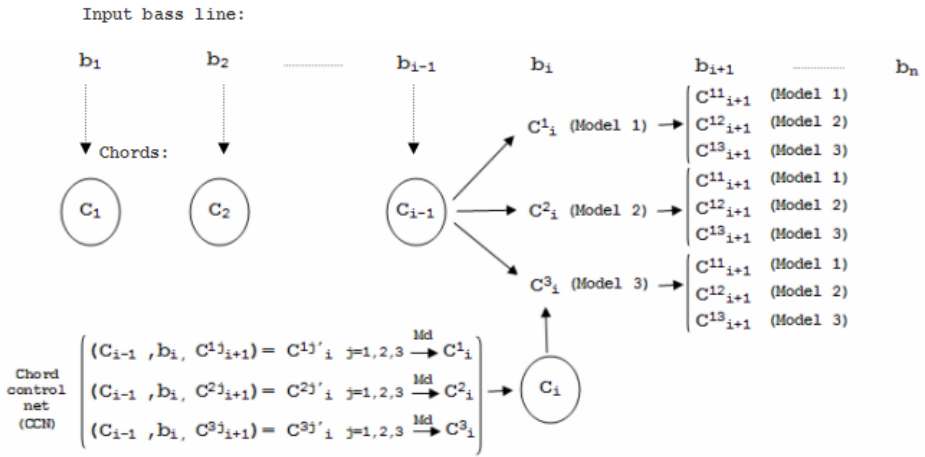 Input bass line:
b₁ b₂ ............ bᵢ₋₁ bᵢ bᵢ₊₁ .......... bₙ
Chords:
C₁ C₂ Cᵢ₋₁
C¹ᵢ (Model 1)
C¹¹ᵢ₊₁ (Model 1)
C¹²ᵢ₊₁ (Model 2)
C¹³ᵢ₊₁ (Model 3)
C²ᵢ (Model 2)
C¹¹ᵢ₊₁ (Model 1)
C¹²ᵢ₊₁ (Model 2)
C¹³ᵢ₊₁ (Model 3)
C³ᵢ (Model 3)
C¹¹ᵢ₊₁ (Model 1)
C¹²ᵢ₊₁ (Model 2)
C¹³ᵢ₊₁ (Model 3)
Chord
control
net
(CCN)
(Cᵢ₋₁ ,bᵢ, C¹ʲᵢ₊₁)= C¹ʲ′ᵢ j=1,2,3 Md→ C¹ᵢ
(Cᵢ₋₁ ,bᵢ, C²ʲᵢ₊₁)= C²ʲ′ᵢ j=1,2,3 Md→ C²ᵢ
(Cᵢ₋₁ ,bᵢ, C³ʲᵢ₊₁)= C³ʲ′ᵢ j=1,2,3 Md→ C³ᵢ
Cᵢ